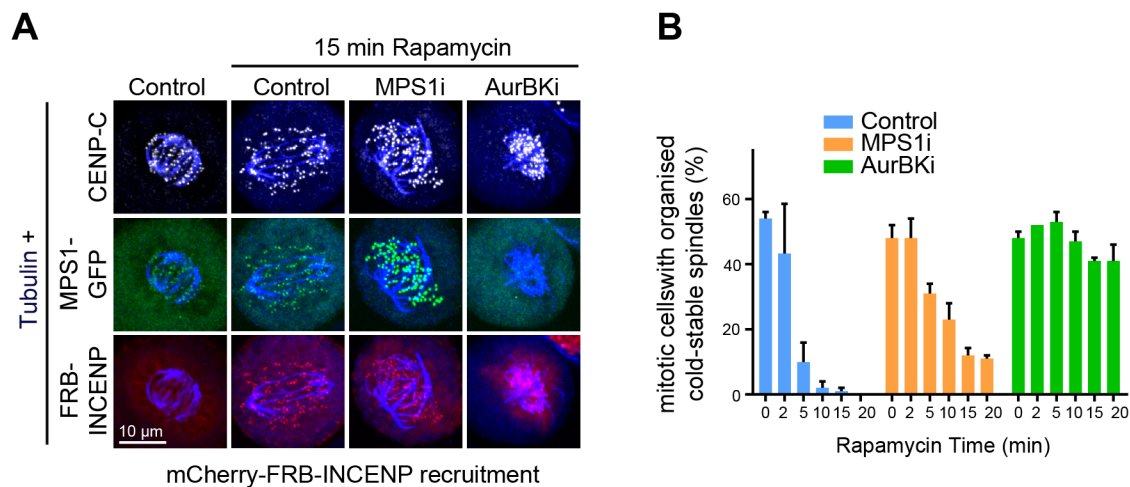 A
15 min Rapamycin
Control
Control
MPS1i
AurBKi
Tubulin +
CENP-C
MPS1-
GFP
FRB-
INCENP
10 µm
mCherry-FRB-INCENP recruitment
B
Control
MPS1i
AurBKi
mitotic cellswith organised
cold-stable spindles (%)
60
40
20
0
0 2 5 10 15 20 0 2 5 10 15 20 0 2 5 10 15 20
Rapamycin Time (min)